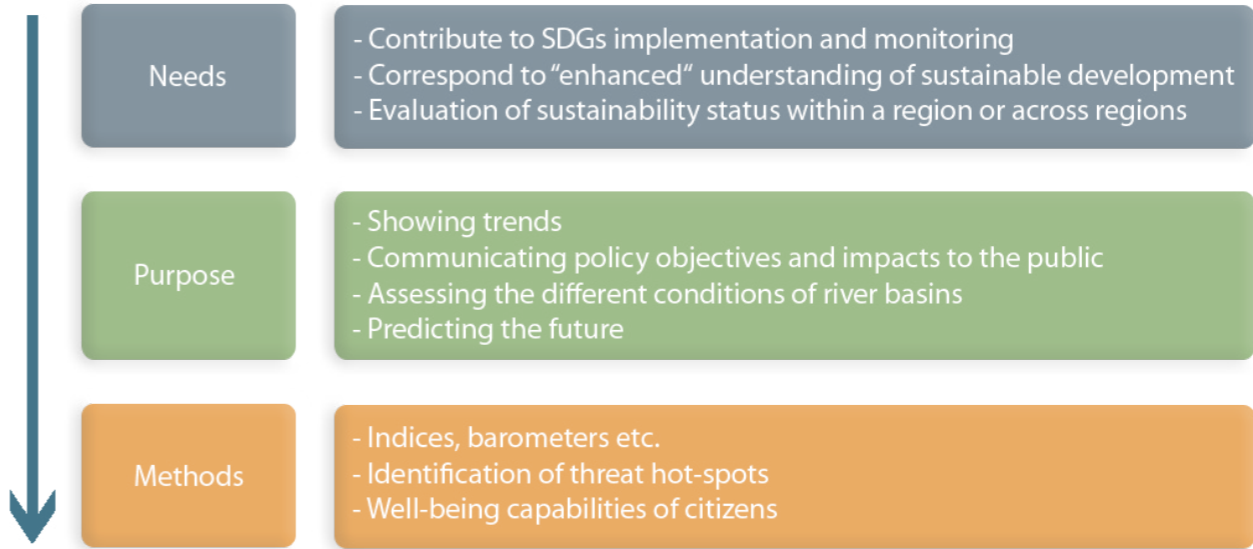 Needs
- Contribute to SDGs implementation and monitoring
- Correspond to “enhanced“ understanding of sustainable development
- Evaluation of sustainability status within a region or across regions
Purpose
- Showing trends
- Communicating policy objectives and impacts to the public
- Assessing the different conditions of river basins
- Predicting the future
Methods
- Indices, barometers etc.
- Identification of threat hot-spots
- Well-being capabilities of citizens